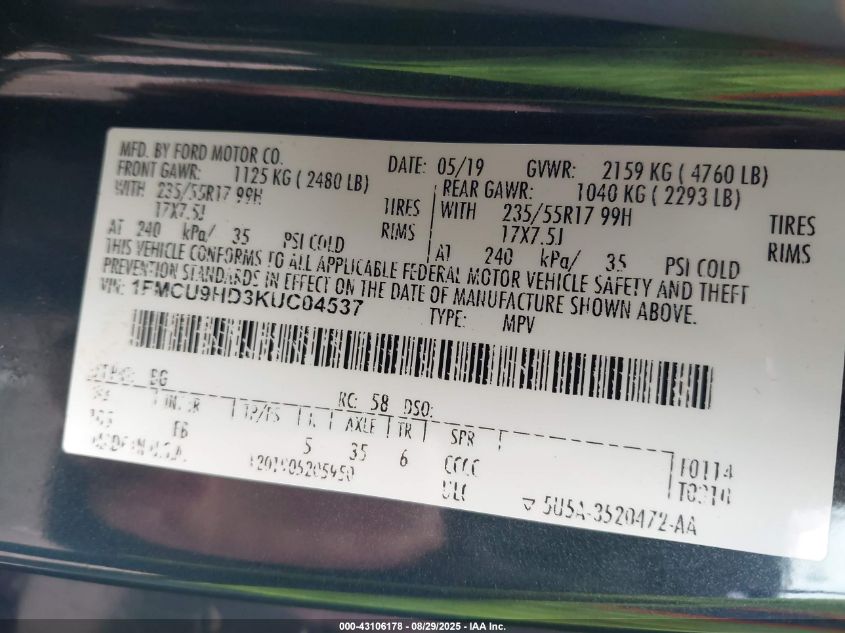 MFD. BY FORD MOTOR CO.
DATE: 05/19 GVWR: 2159 KG ( 4760 LB)
FRONT GAWR: 1125 KG ( 2480 LB)
WITH 235/55R17 99H TIRES
17X7.5J RIMS
AT 240 kPa/ 35 PSI COLD
REAR GAWR: 1040 KG ( 2293 LB)
WITH 235/55R17 99H TIRES
17X7.5J RIMS
AT 240 kPa/ 35 PSI COLD
THIS VEHICLE CONFORMS TO ALL APPLICABLE FEDERAL MOTOR VEHICLE SAFETY AND THEFT
PREVENTION STANDARDS IN EFFECT ON THE DATE OF MANUFACTURE SHOWN ABOVE.
VIN: 1FMCU9HD3KUC04537
TYPE: MPV
BG
RC: 58 DSO:
AXLE TR SPR
EB 5 35 6
MADE IN U.S.A.
T0114
5U5A-3520472-AA
000-43106178 - 08/29/2025 - IAA Inc.